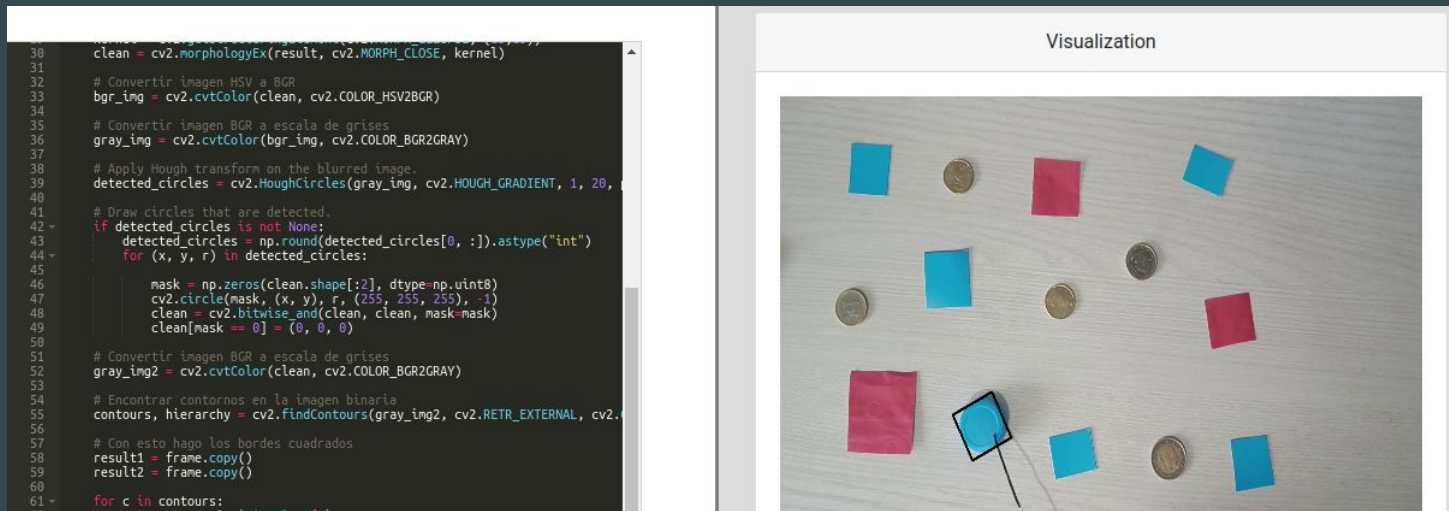 30 clean = cv2.morphologyEx(result, cv2.MORPH_CLOSE, kernel)
31
32 # Convertir imagen HSV a BGR
33 bgr_img = cv2.cvtColor(clean, cv2.COLOR_HSV2BGR)
34
35 # Convertir imagen BGR a escala de grises
36 gray_img = cv2.cvtColor(bgr_img, cv2.COLOR_BGR2GRAY)
37
38 # Apply Hough transform on the blurred image.
39 detected_circles = cv2.HoughCircles(gray_img, cv2.HOUGH_GRADIENT, 1, 20,
40
41 # Draw circles that are detected.
42 if detected_circles is not None:
43 detected_circles = np.round(detected_circles[0, :]).astype("int")
44 for (x, y, r) in detected_circles:
45
46 mask = np.zeros(clean.shape[:2], dtype=np.uint8)
47 cv2.circle(mask, (x, y), r, (255, 255, 255), -1)
48 clean = cv2.bitwise_and(clean, clean, mask=mask)
49 clean[mask == 0] = (0, 0, 0)
50
51 # Convertir imagen BGR a escala de grises
52 gray_img2 = cv2.cvtColor(clean, cv2.COLOR_BGR2GRAY)
53
54 # Encontrar contornos en la imagen binaria
55 contours, hierarchy = cv2.findContours(gray_img2, cv2.RETR_EXTERNAL, cv2.
56
57 # Con esto hago los bordes cuadrados
58 result1 = frame.copy()
59 result2 = frame.copy()
60
61 for c in contours:
Visualization